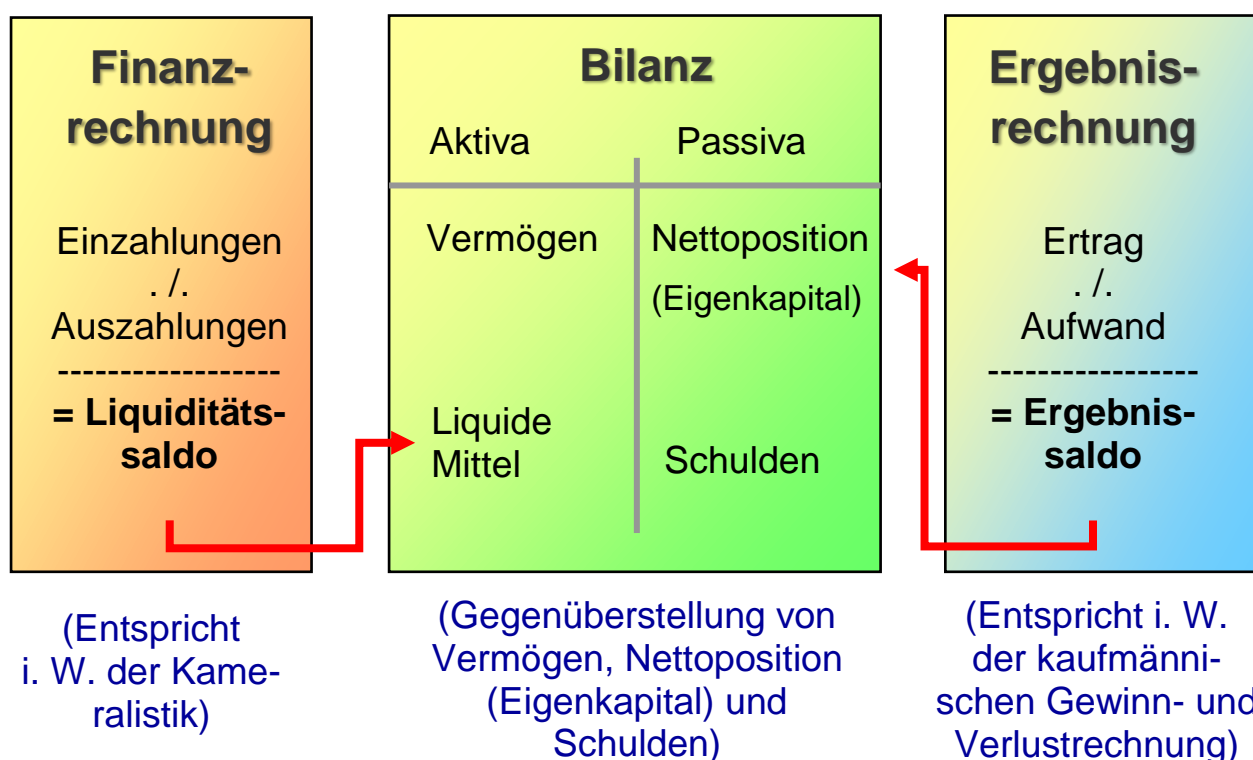 Finanz-
rechnung
Einzahlungen
. /.
Auszahlungen
------------------
= Liquiditäts-
saldo
(Entspricht
i. W. der Kame-
ralistik)
Bilanz
Aktiva Passiva
Vermögen Nettoposition
(Eigenkapital)
Liquide
Mittel Schulden
(Gegenüberstellung von
Vermögen, Nettoposition
(Eigenkapital) und
Schulden)
Ergebnis-
rechnung
Ertrag
. /.
Aufwand
-----------------
= Ergebnis-
saldo
(Entspricht i. W.
der kaufmänni-
schen Gewinn- und
Verlustrechnung)